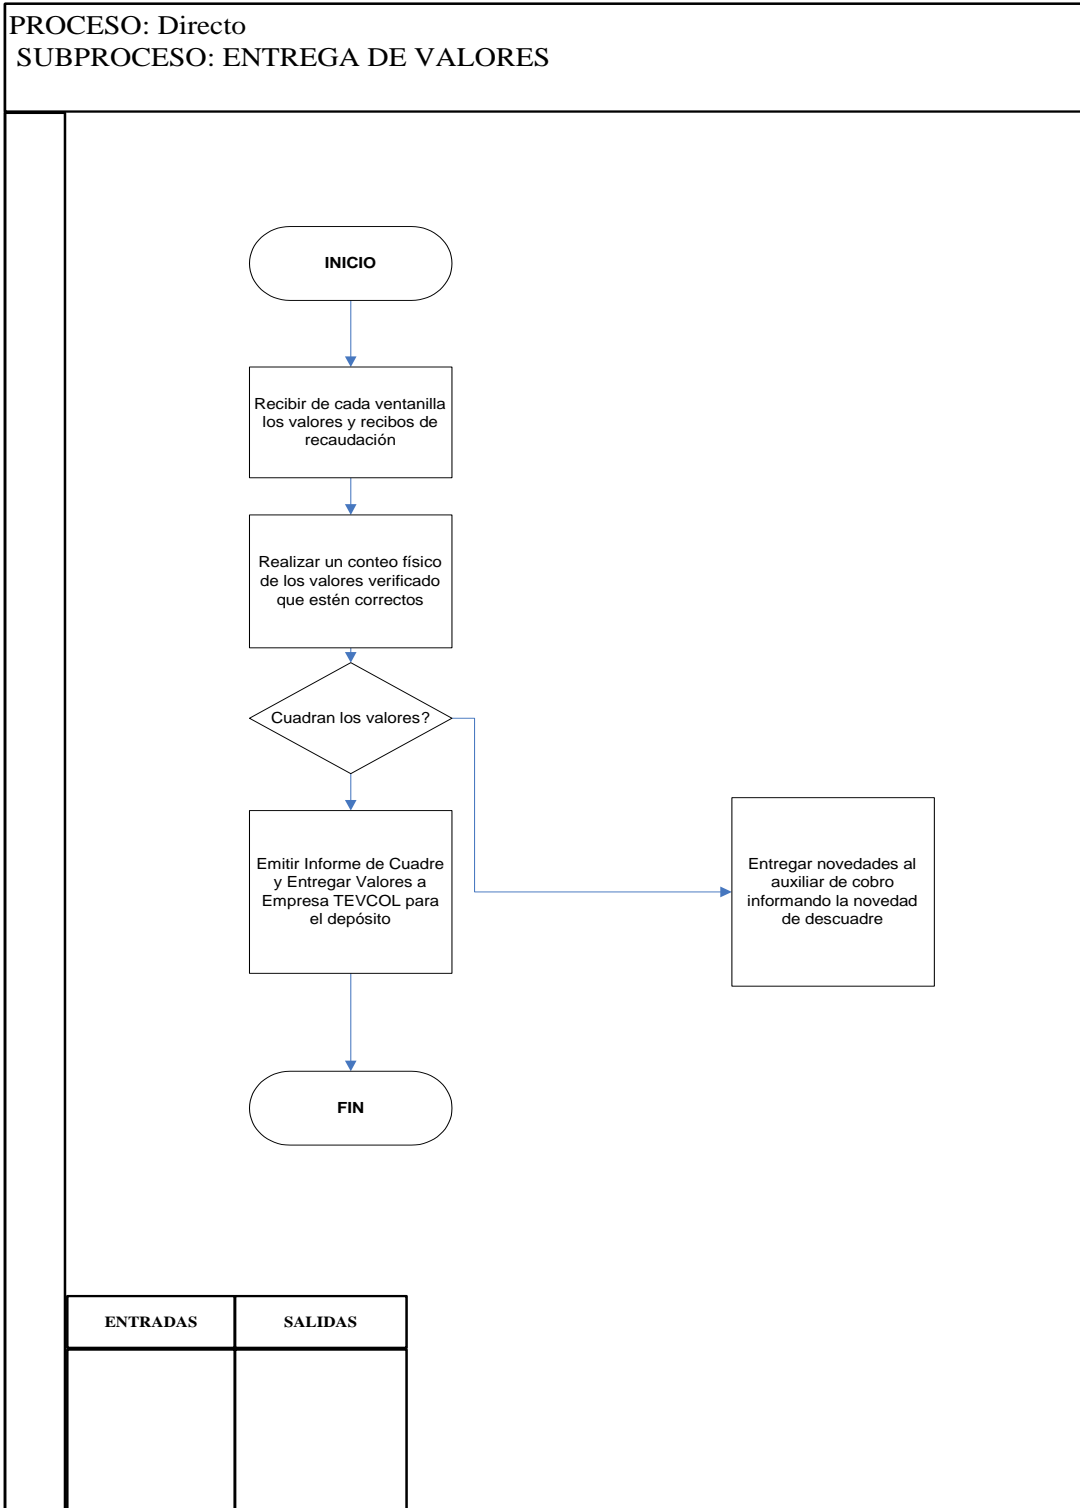 PROCESO: Directo
SUBPROCESO: ENTREGA DE VALORES
INICIO
Recibir de cada ventanilla
los valores y recibos de
recaudación
Realizar un conteo físico
de los valores verificado
que estén correctos
Cuadran los valores?
Emitir Informe de Cuadre
y Entregar Valores a
Empresa TEVCOL para
el depósito
Entregar novedades al
auxiliar de cobro
informando la novedad
de descuadre
FIN
ENTRADAS
SALIDAS